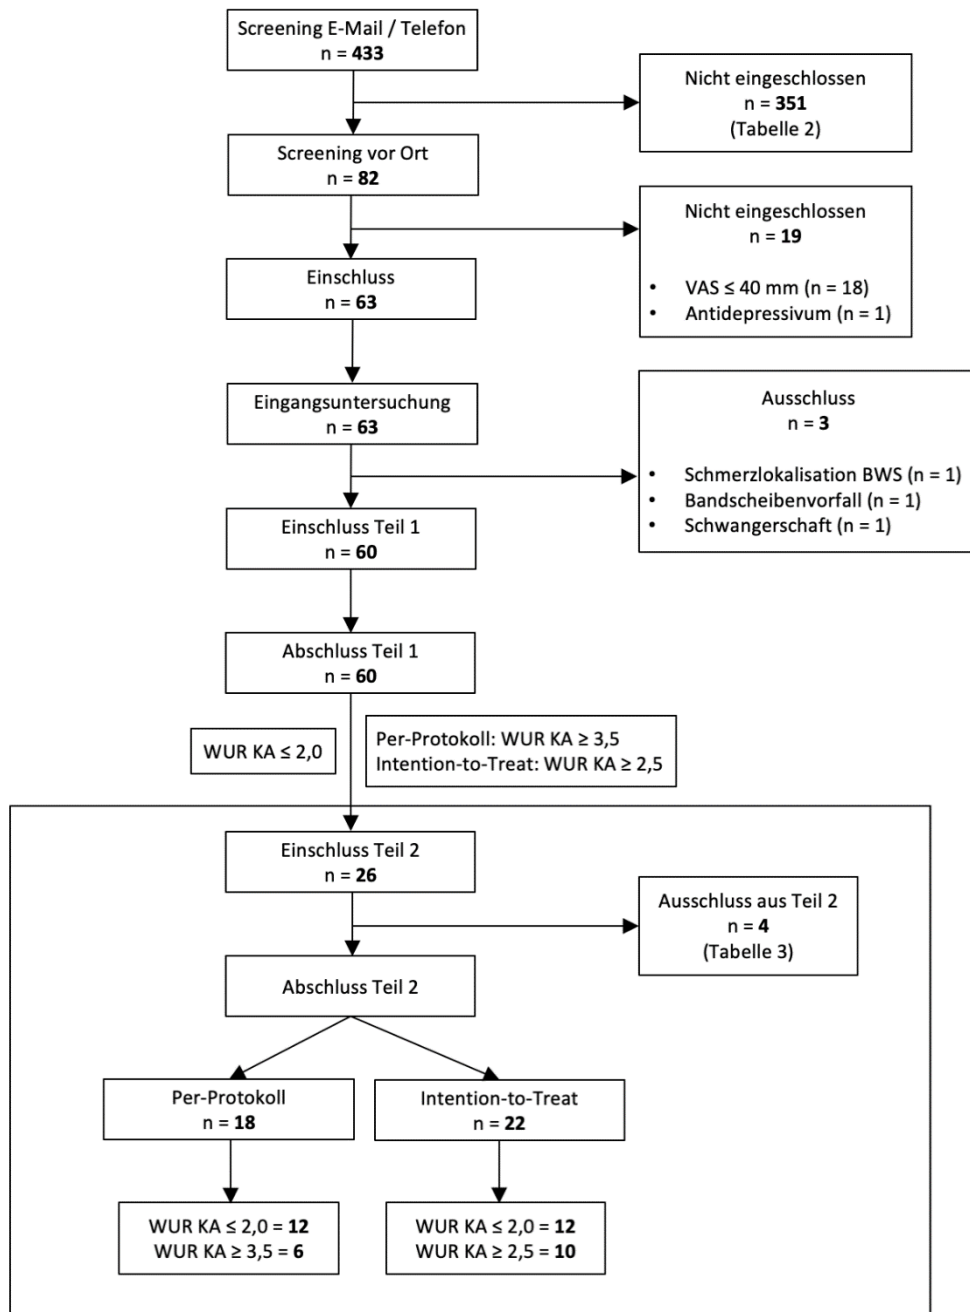 Screening E-Mail / Telefon
n = 433
Nicht eingeschlossen
n = 351
(Tabelle 2)
Screening vor Ort
n = 82
Nicht eingeschlossen
n = 19
• VAS ≤ 40 mm (n = 18)
• Antidepressivum (n = 1)
Einschluss
n = 63
Eingangsuntersuchung
n = 63
Ausschluss
n = 3
• Schmerzlokalisation BWS (n = 1)
• Bandscheibenvorfall (n = 1)
• Schwangerschaft (n = 1)
Einschluss Teil 1
n = 60
Abschluss Teil 1
n = 60
WUR KA ≤ 2,0
Per-Protokoll: WUR KA ≥ 3,5
Intention-to-Treat: WUR KA ≥ 2,5
Einschluss Teil 2
n = 26
Ausschluss aus Teil 2
n = 4
(Tabelle 3)
Abschluss Teil 2
Per-Protokoll
n = 18
Intention-to-Treat
n = 22
WUR KA ≤ 2,0 = 12
WUR KA ≥ 3,5 = 6
WUR KA ≤ 2,0 = 12
WUR KA ≥ 2,5 = 10